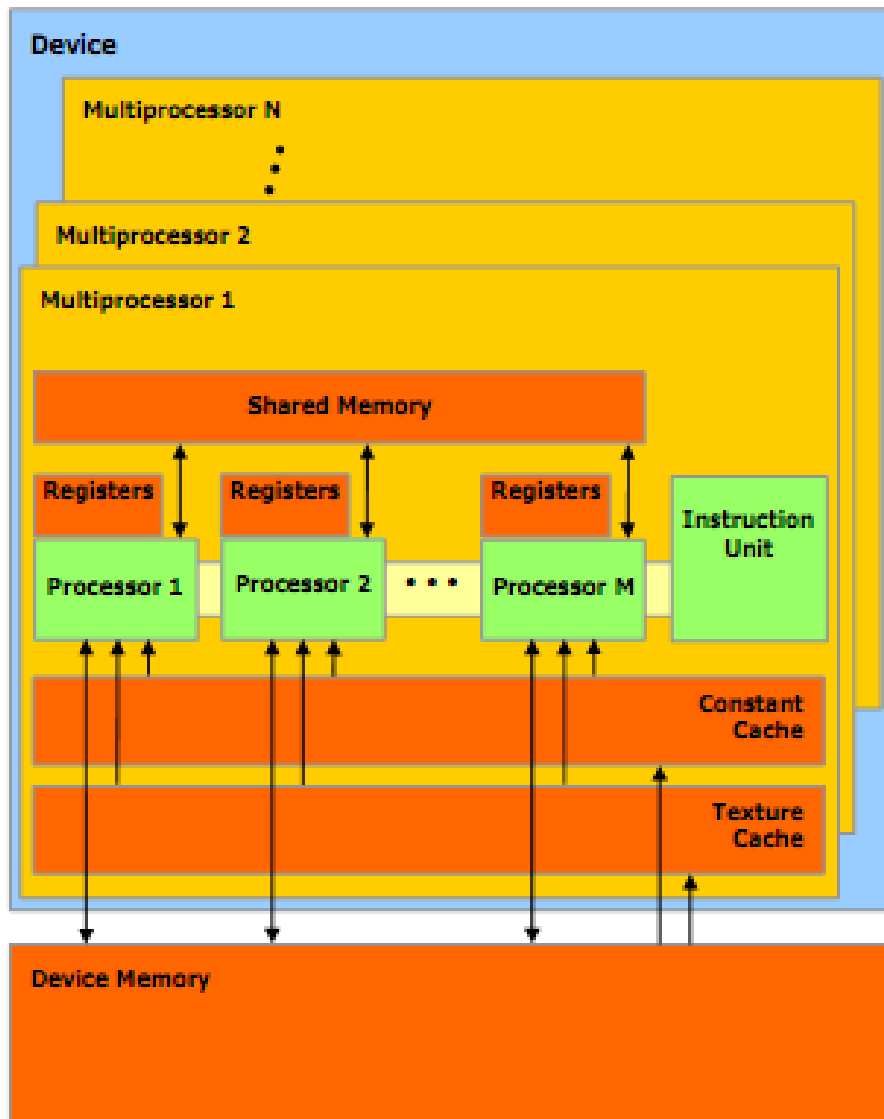 Device
Multiprocessor N
Multiprocessor 2
Multiprocessor 1
Shared Memory
Registers
Registers
Registers
Instruction
Unit
Processor 1
Processor 2
• • •
Processor M
Constant
Cache
Texture
Cache
Device Memory